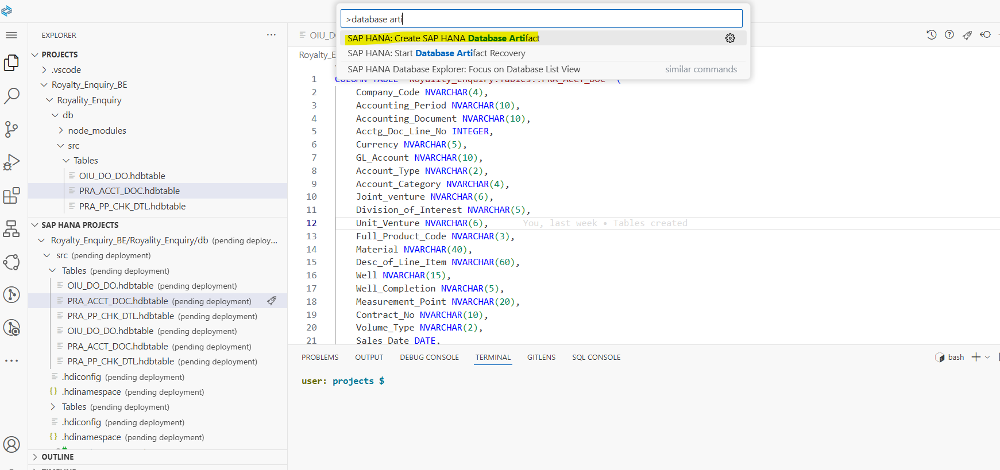 >database arti
SAP HANA: Create SAP HANA Database Artifact
SAP HANA: Start Database Artifact Recovery
SAP HANA Database Explorer: Focus on Database List View
similar commands
EXPLORER
PROJECTS
.vscode
Royalty_Enquiry_BE
Royality_Enquiry
db
node_modules
src
Tables
OIU_DO_DO.hdbtable
PRA_ACCT_DOC.hdbtable
PRA_PP_CHK_DTL.hdbtable
SAP HANA PROJECTS
Royalty_Enquiry_BE/Royality_Enquiry/db (pending deploy...
src (pending deployment)
Tables (pending deployment)
OIU_DO_DO.hdbtable (pending deployment)
PRA_ACCT_DOC.hdbtable (pending deployment)
PRA_PP_CHK_DTL.hdbtable (pending deployment)
OIU_DO_DO.hdbtable (pending deployment)
PRA_ACCT_DOC.hdbtable (pending deployment)
PRA_PP_CHK_DTL.hdbtable (pending deployment)
.hdiconfig (pending deployment)
.hdinamespace (pending deployment)
Tables (pending deployment)
.hdiconfig (pending deployment)
.hdinamespace (pending deployment)
OUTLINE
OIU_D
Royalty_E
1
2 Company_Code NVARCHAR(4),
3 Accounting_Period NVARCHAR(10),
4 Accounting_Document NVARCHAR(10),
5 Acctg_Doc_Line_No INTEGER,
6 Currency NVARCHAR(5),
7 GL_Account NVARCHAR(10),
8 Account_Type NVARCHAR(2),
9 Account_Category NVARCHAR(4),
10 Joint_venture NVARCHAR(6),
11 Division_of_Interest NVARCHAR(5),
12 Unit_Venture NVARCHAR(6), You, last week • Tables created
13 Full_Product_Code NVARCHAR(3),
14 Material NVARCHAR(40),
15 Desc_of_Line_Item NVARCHAR(60),
16 Well NVARCHAR(15),
17 Well_Completion NVARCHAR(5),
18 Measurement_Point NVARCHAR(20),
19 Contract_No NVARCHAR(10),
20 Volume_Type NVARCHAR(2),
21 Sales_Date DATE,
PROBLEMS OUTPUT DEBUG CONSOLE TERMINAL GITLENS SQL CONSOLE
bash
user: projects $